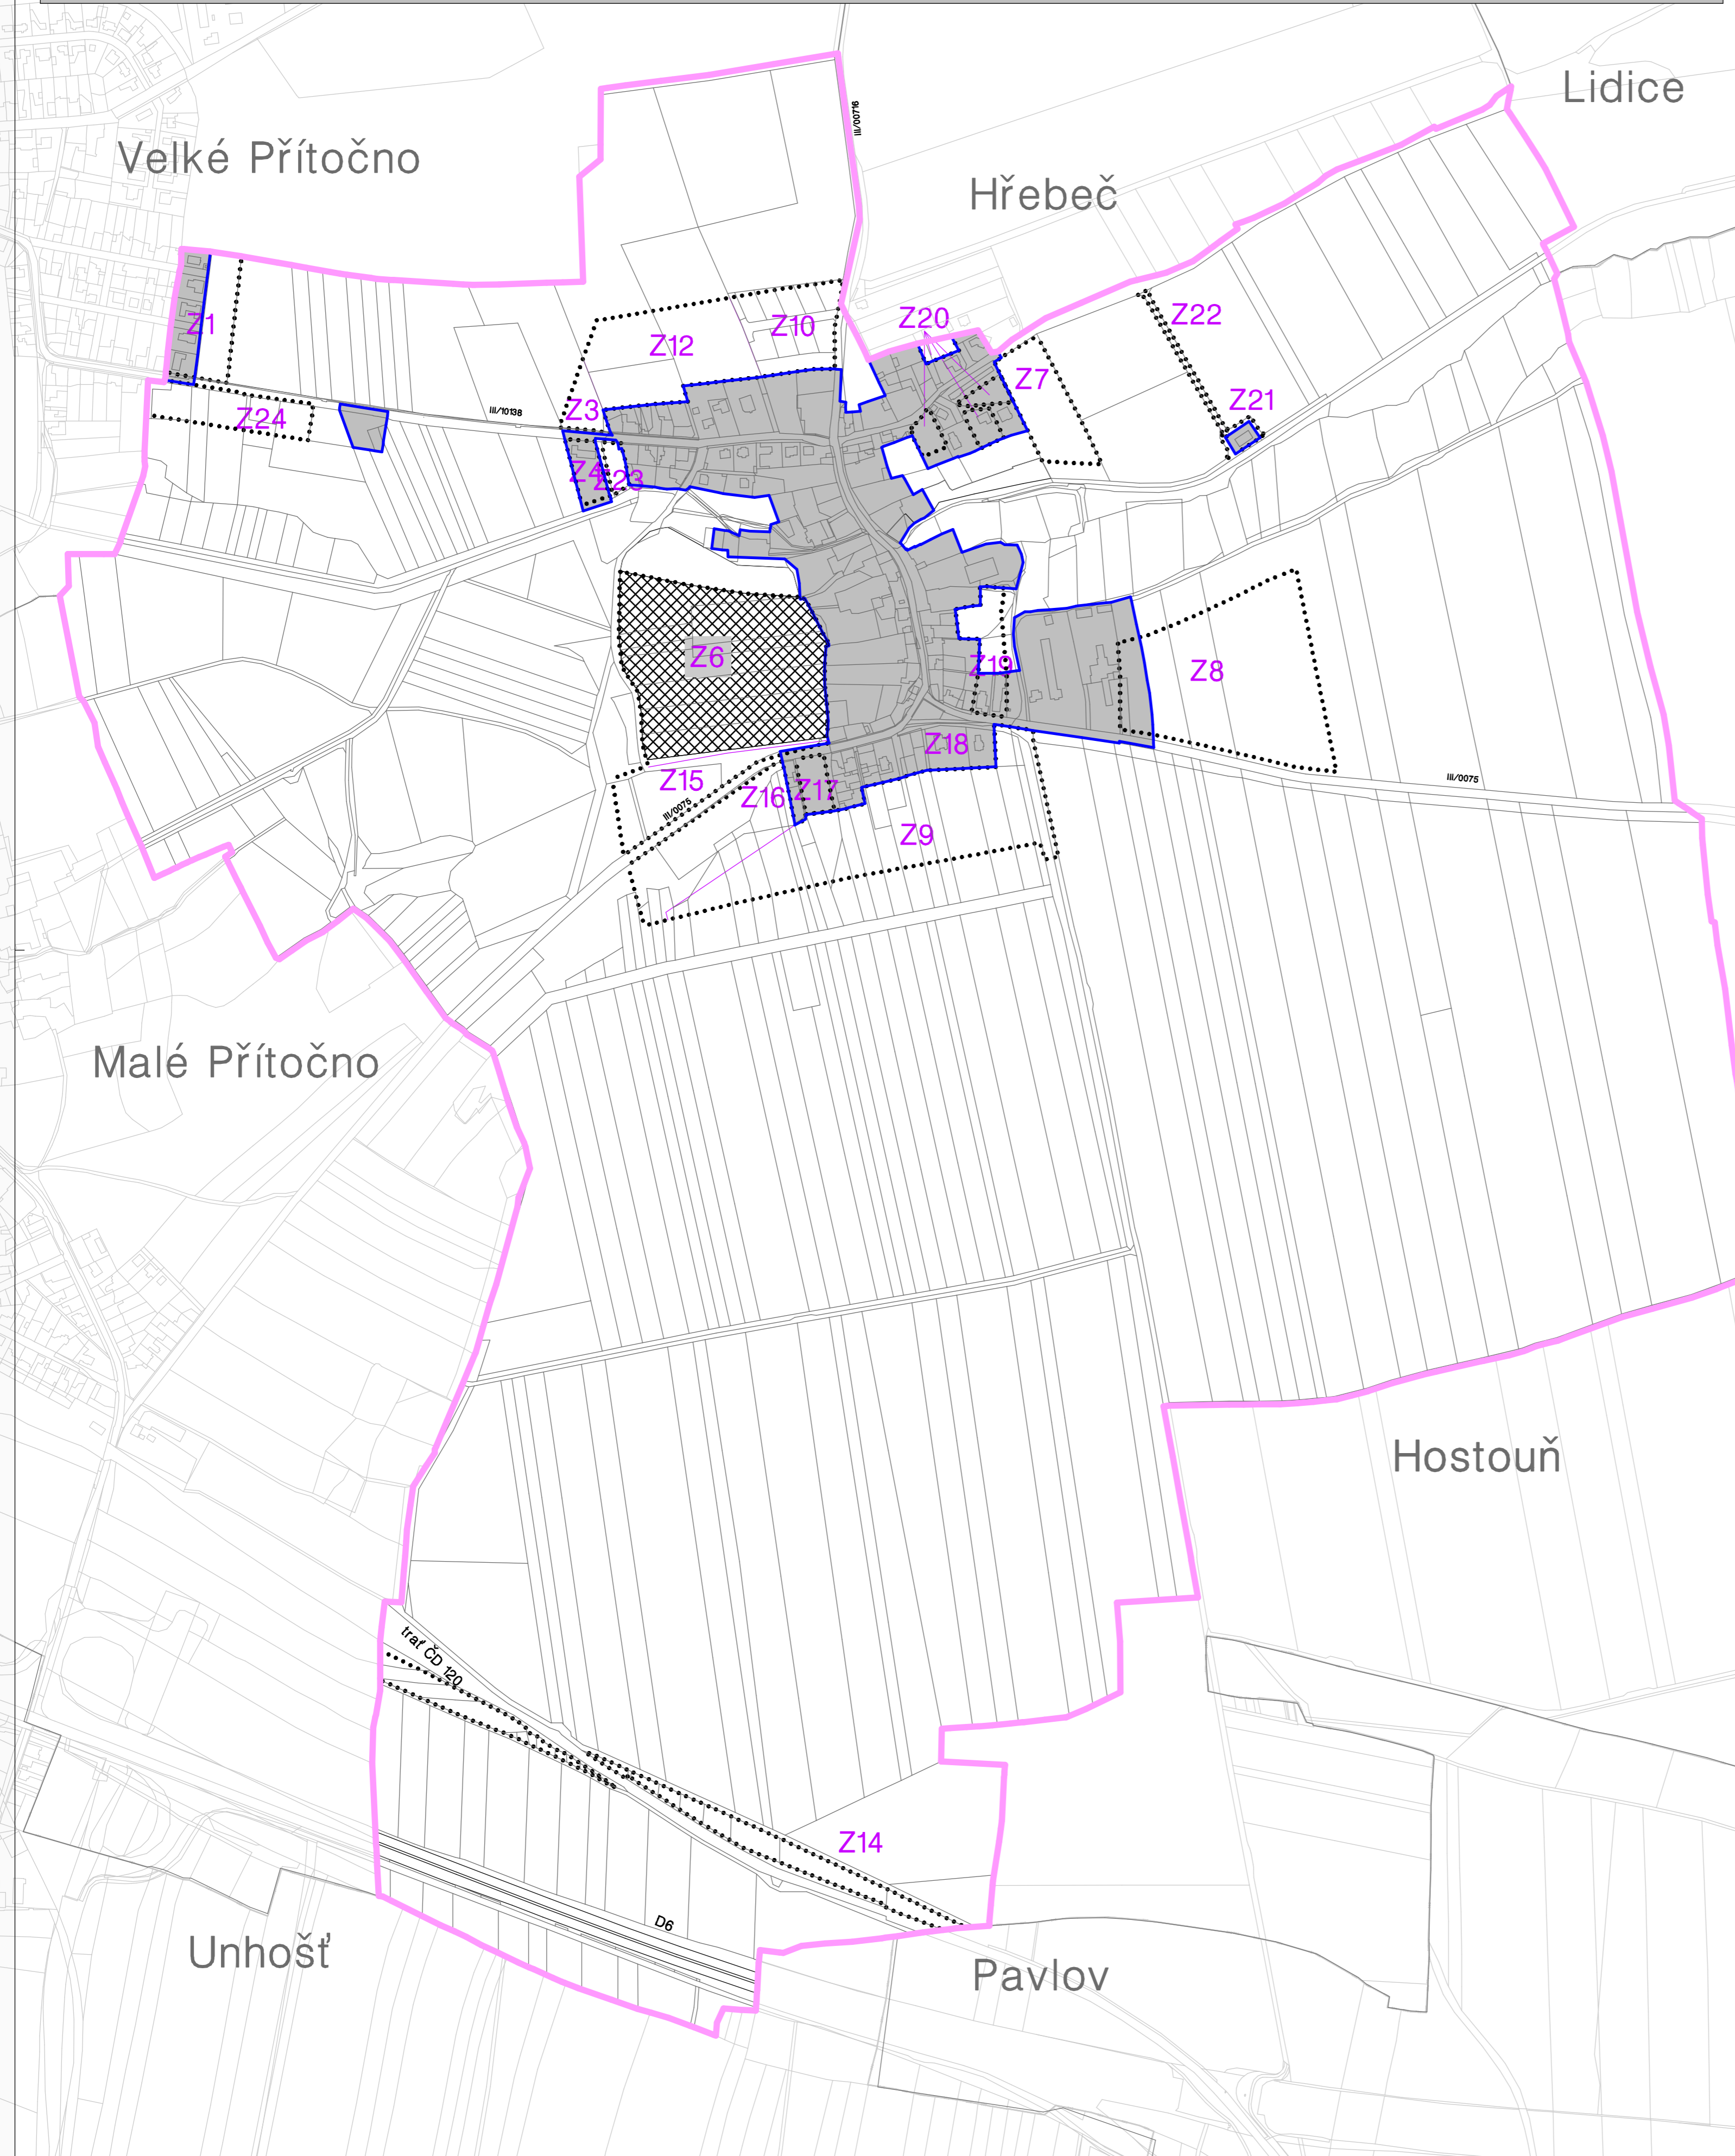 Lidice
III/00716
Velké Přítočno
Hřebeč
Z1
Z12
Z10
Z20
Z22
Z7
Z21
Z3
III/10138
Z24
Z4
Z23
Z6
Z19
Z8
Z18
Z15
Z16
Z17
III/0075
III/0075
Z9
Malé Přítočno
Hostouň
trať ČD 120
Z14
D6
Unhošť
Pavlov